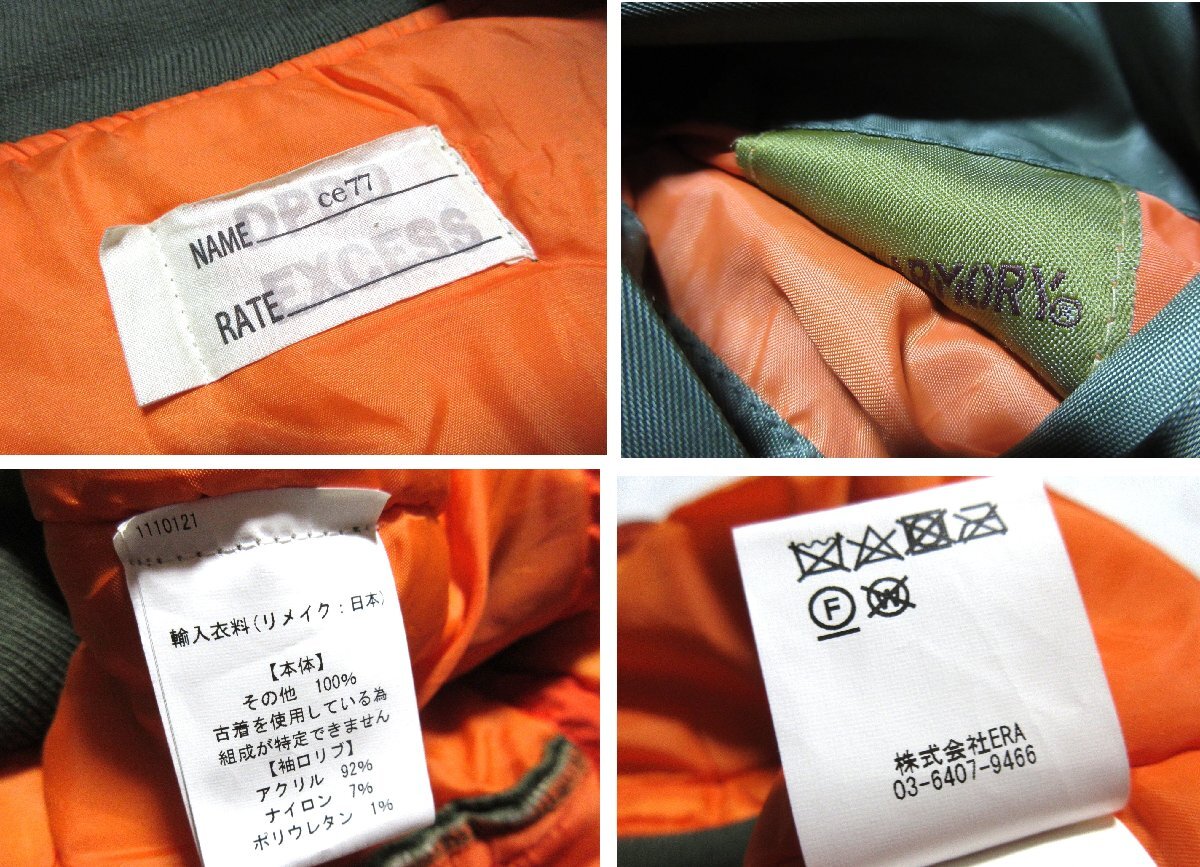 NAME ce77
RATE
EXCESS
ARMORY®
1110121
輸入衣料(リメイク:日本)
【本体】
その他 100%
古着を使用している為
組成が特定できません
【袖口リブ】
アクリル 92%
ナイロン 7%
ポリウレタン 1%
F
W
株式会社ERA
03-6407-9466